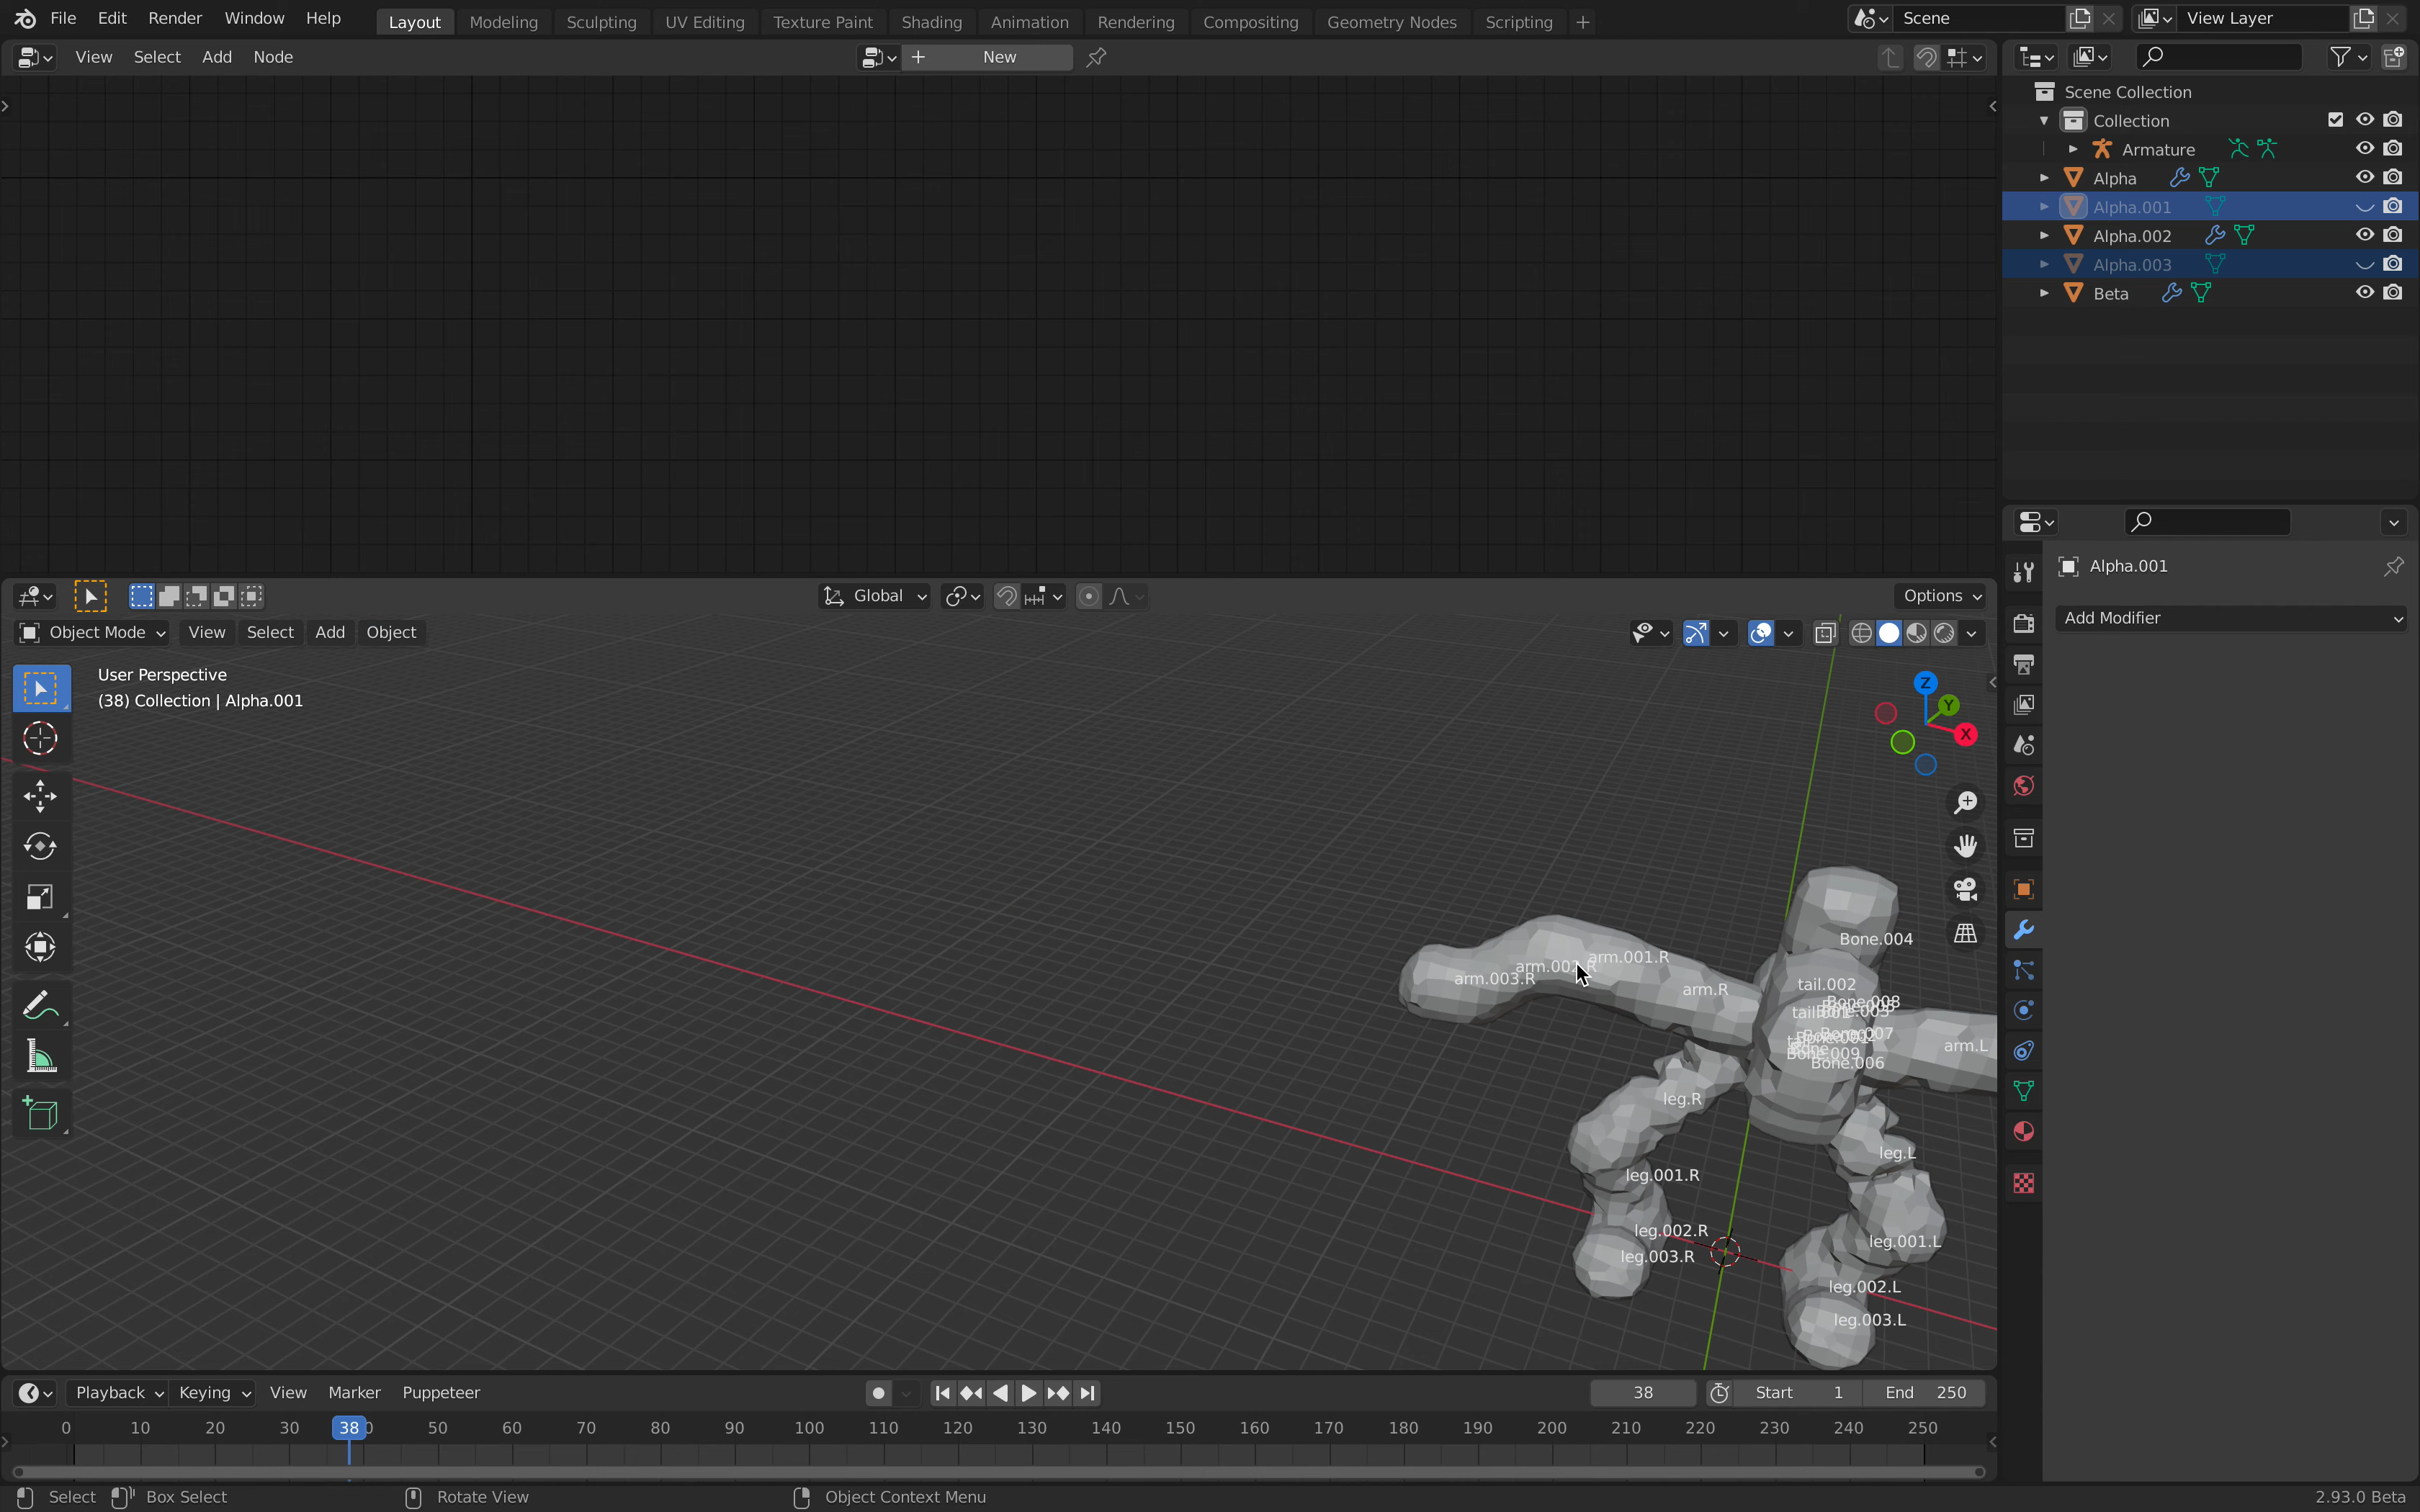 File Edit Render Window Help Layout Modeling Sculpting UV Editing Texture Paint Shading Animation Rendering Compositing Geometry Nodes Scripting Scene View Layer
View Select Add Node New
Scene Collection
Collection
Armature
Alpha
Alpha.001
Alpha.002
Alpha.003
Beta
Alpha.001
Add Modifier
Global Options
Object Mode View Select Add Object
User Perspective
(38) Collection | Alpha.001
Z
Y
X
Bone.004
arm.001.R
arm.003.R
arm.R
tail.002
Bone.008
arm.L
Bone.006
leg.R
leg.L
leg.001.R
leg.002.R
leg.001.L
leg.003.R
leg.002.L
leg.003.L
Playback Keying View Marker Puppeteer 38 Start 1 End 250
0 10 20 30 38 50 60 70 80 90 100 110 120 130 140 150 160 170 180 190 200 210 220 230 240 250
Select Box Select Rotate View Object Context Menu 2.93.0 Beta